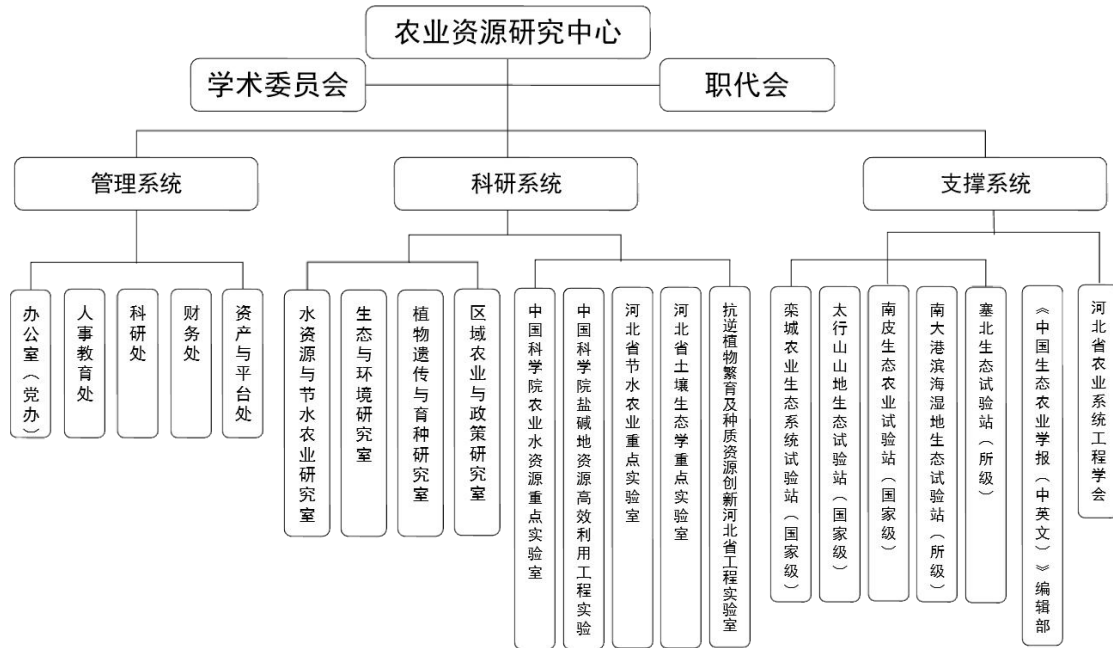 农业资源研究中心
学术委员会
职代会
管理系统
科研系统
支撑系统
办公室（党办）
人事教育处
科研处
财务处
资产与平台处
水资源与节水农业研究室
生态与环境研究室
植物遗传与育种研究室
区域农业与政策研究室
中国科学院农业水资源重点实验室
中国科学院盐碱地资源高效利用工程实验
河北省节水农业重点实验室
河北省土壤生态学重点实验室
抗逆植物繁育及种质资源创新河北省工程实验室
栾城农业生态系统试验站（国家级）
太行山山地生态试验站（国家级）
南皮生态农业试验站（国家级）
南大港滨海湿地生态试验站（所级）
塞北生态试验站（所级）
《中国生态农业学报（中英文）》编辑部
河北省农业系统工程学会